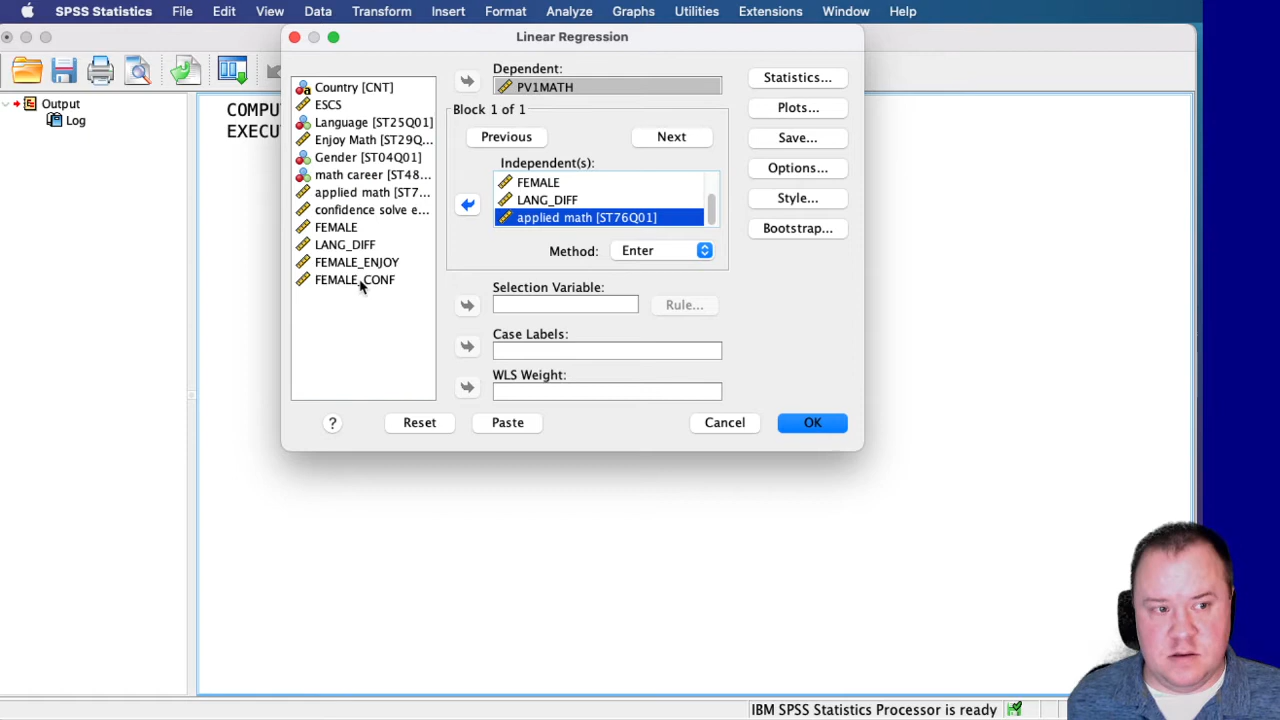 SPSS Statistics File Edit View Data Transform Insert Format Analyze Graphs Utilities Extensions Window Help
Linear Regression
Output
Log
COMPU
EXECU
Country [CNT]
ESCS
Language [ST25Q01]
Enjoy Math [ST29Q...
Gender [ST04Q01]
math career [ST48...
applied math [ST7...
confidence solve e...
FEMALE
LANG_DIFF
FEMALE_ENJOY
FEMALE_CONF
Dependent:
PV1MATH
Block 1 of 1
Previous Next
Independent(s):
FEMALE
LANG_DIFF
applied math [ST76Q01]
Method: Enter
Selection Variable:
Rule...
Case Labels:
WLS Weight:
Statistics...
Plots...
Save...
Options...
Style...
Bootstrap...
? Reset Paste Cancel OK
IBM SPSS Statistics Processor is ready